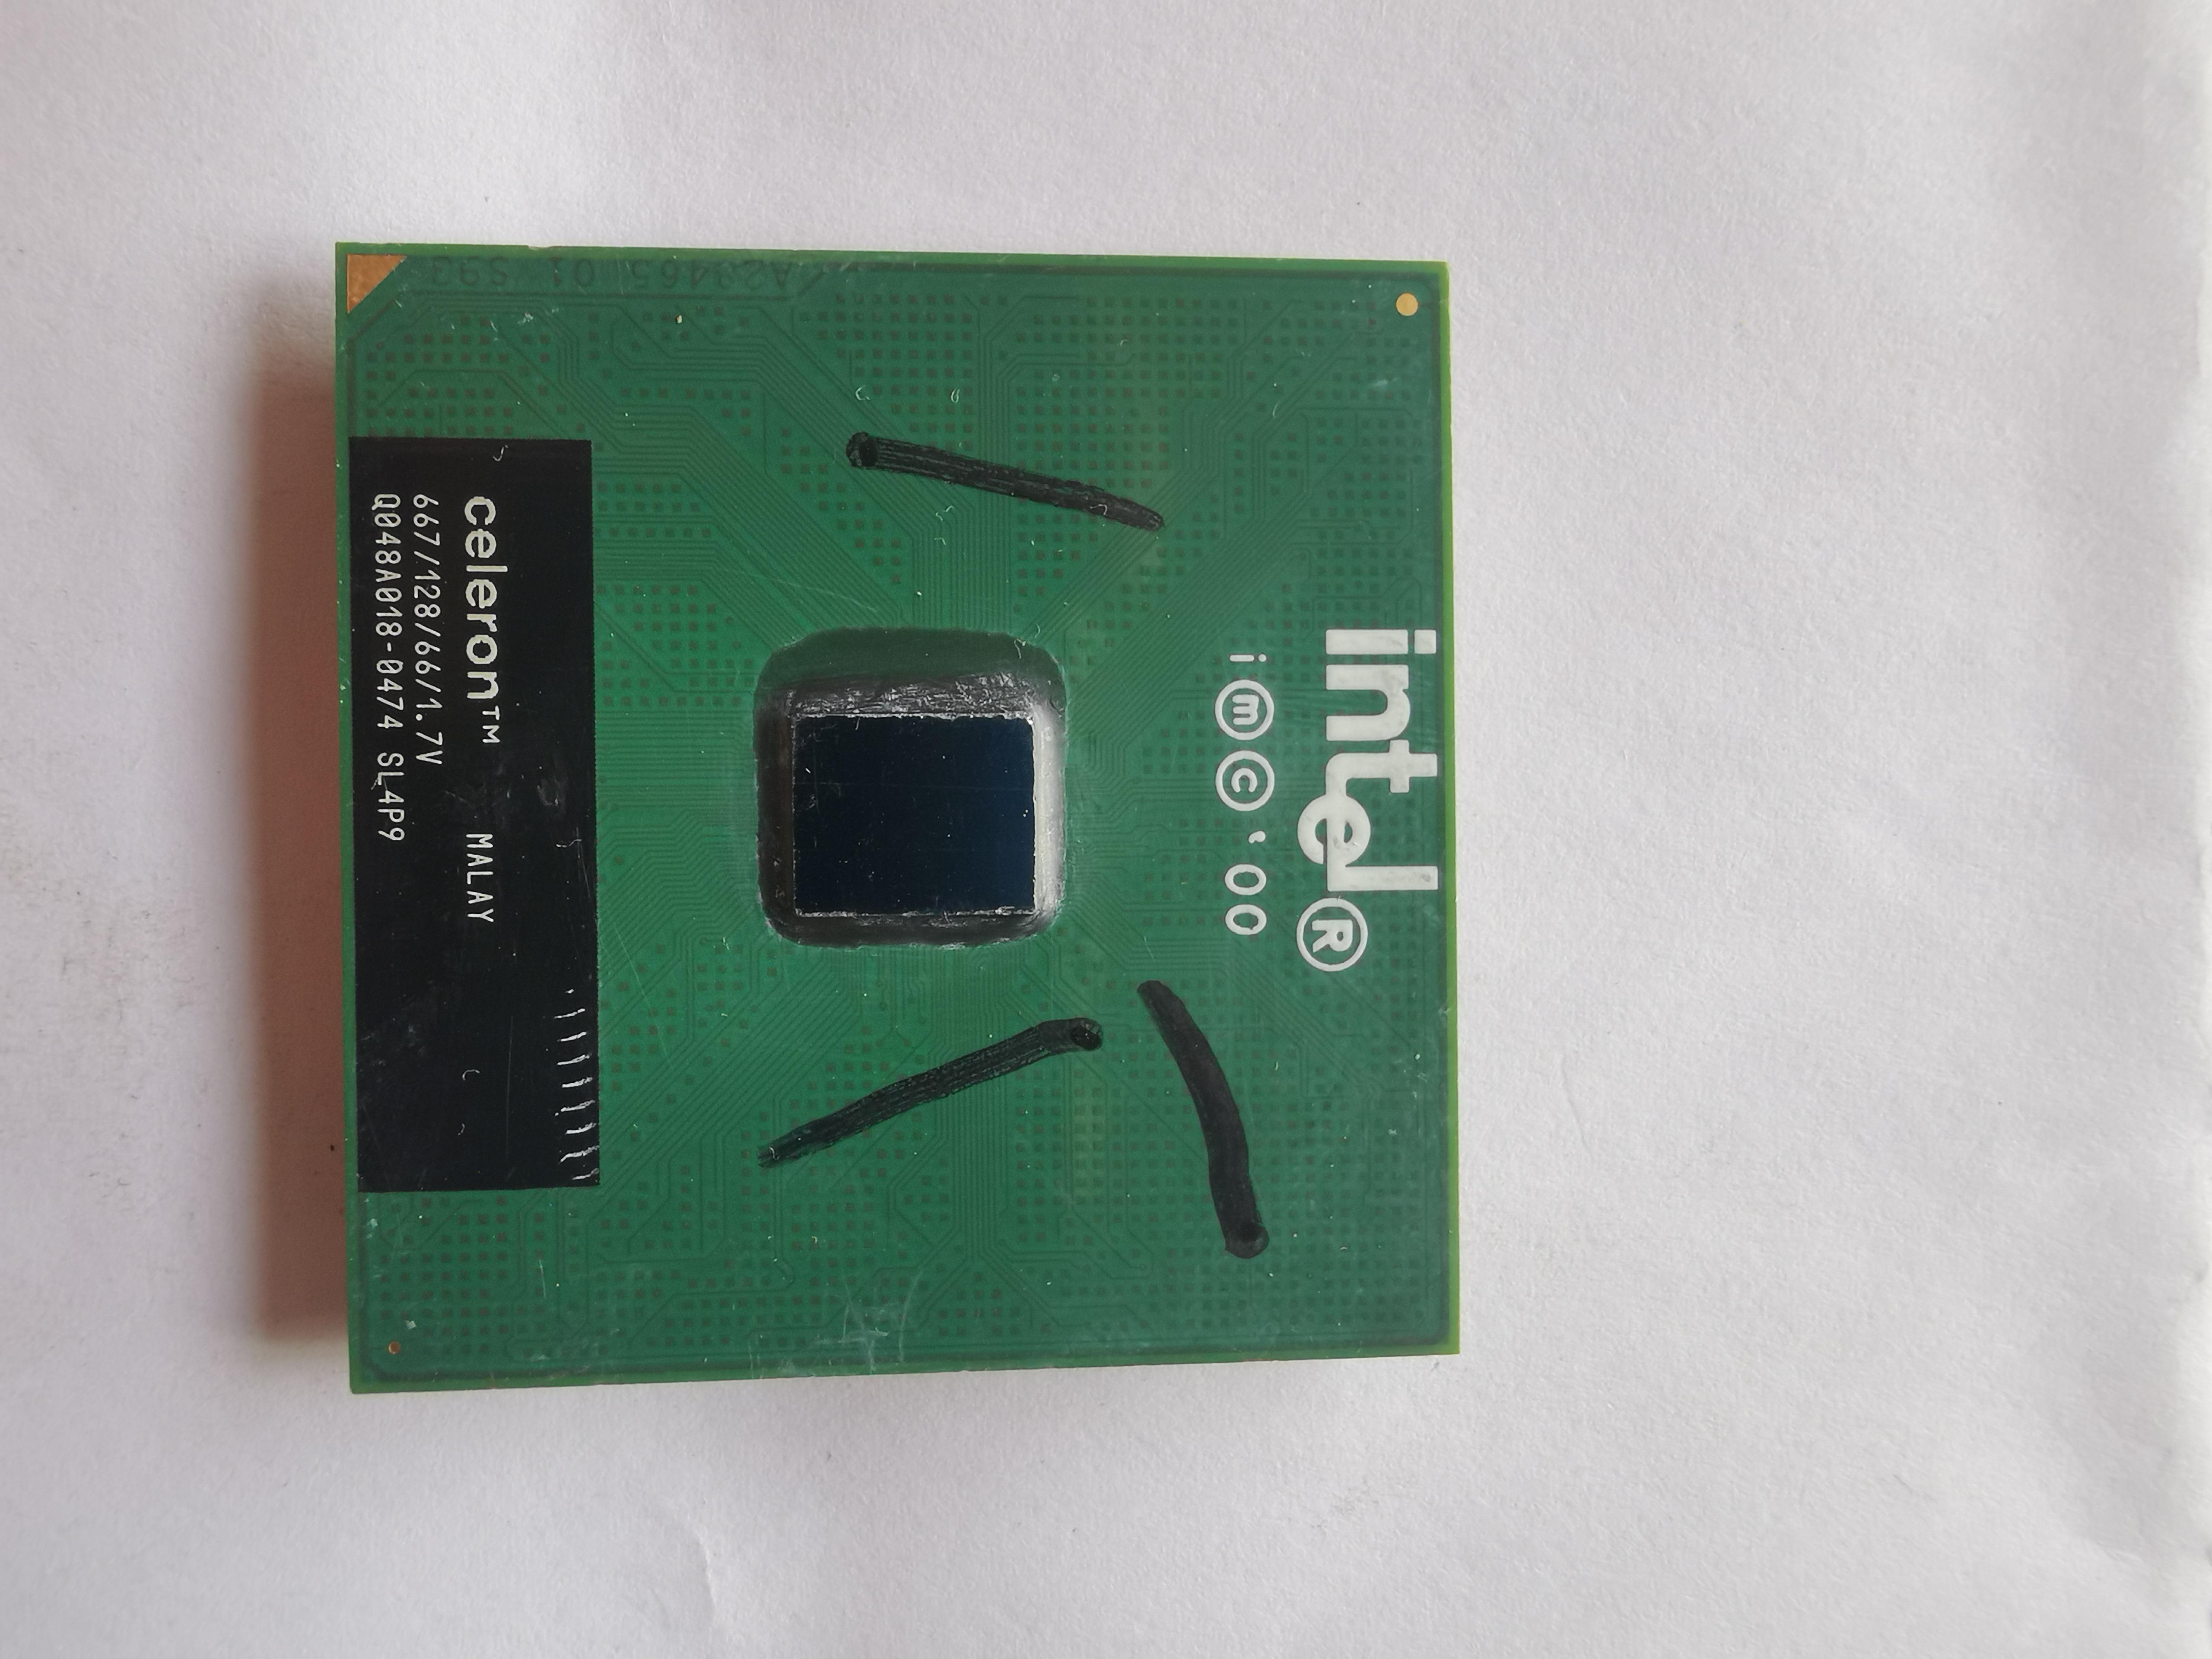 intel®
i ⓜ ⓒ '00
celeron™ MALAY
667/128/66/1.7V
Q048A018-0474 SL4P9